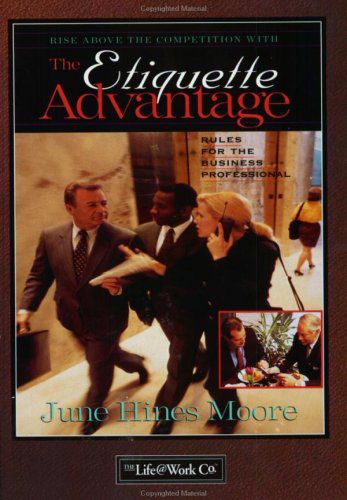 RISE ABOVE THE COMPETITION WITH
The Etiquette
Advantage
RULES
FOR THE
BUSINESS
PROFESSIONAL
June Hines Moore
THE Life@Work Co.